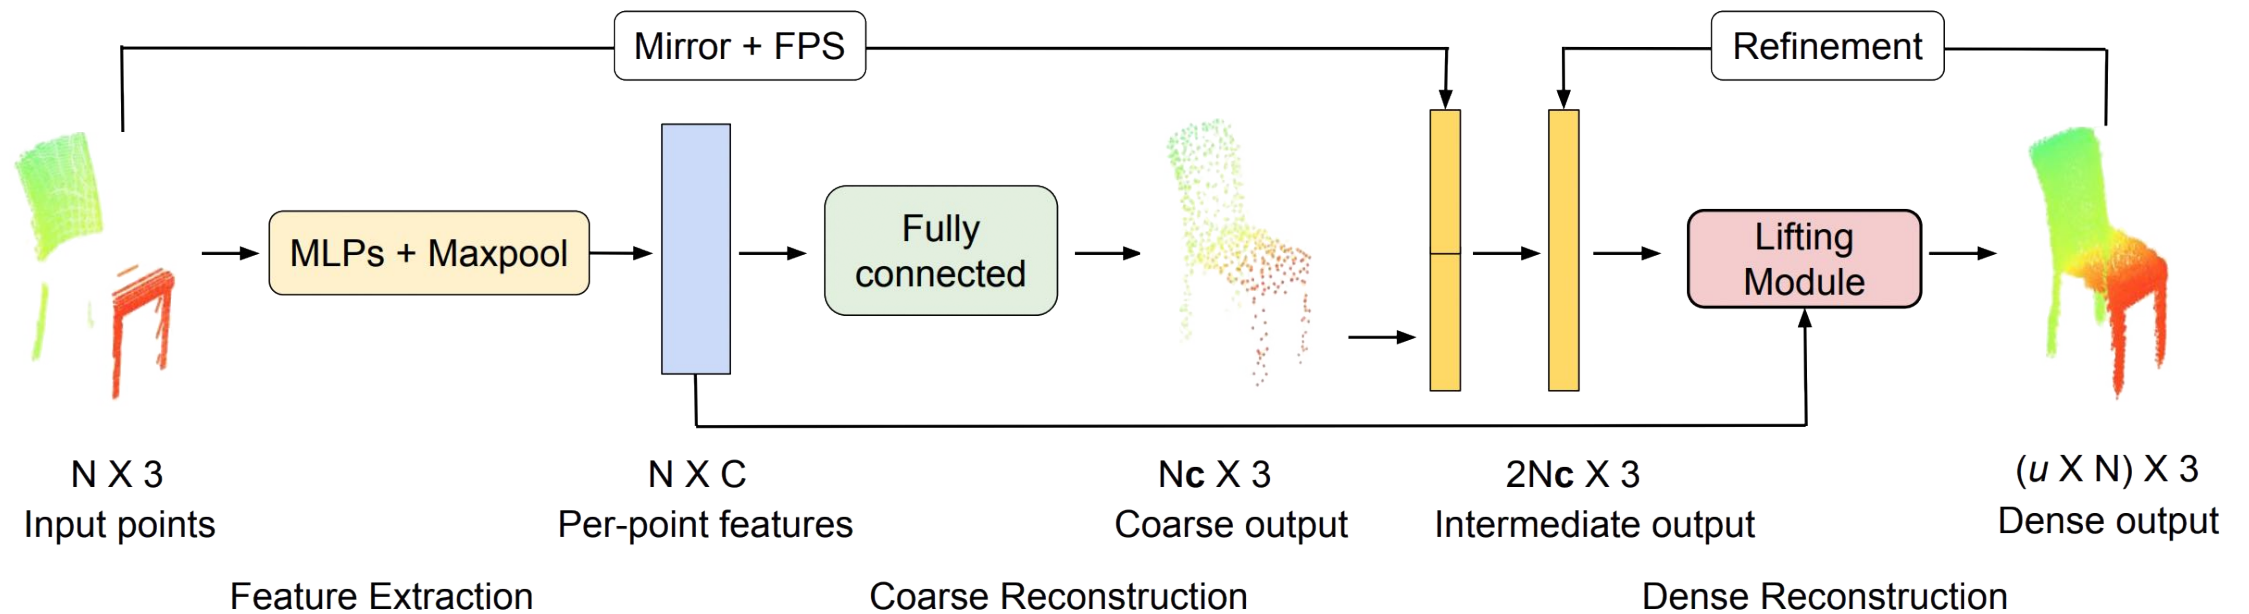 Mirror + FPS
Refinement
MLPs + Maxpool
Fully
connected
Lifting
Module
N X 3
Input points
N X C
Per-point features
Nc X 3
Coarse output
2Nc X 3
Intermediate output
(u X N) X 3
Dense output
Feature Extraction
Coarse Reconstruction
Dense Reconstruction